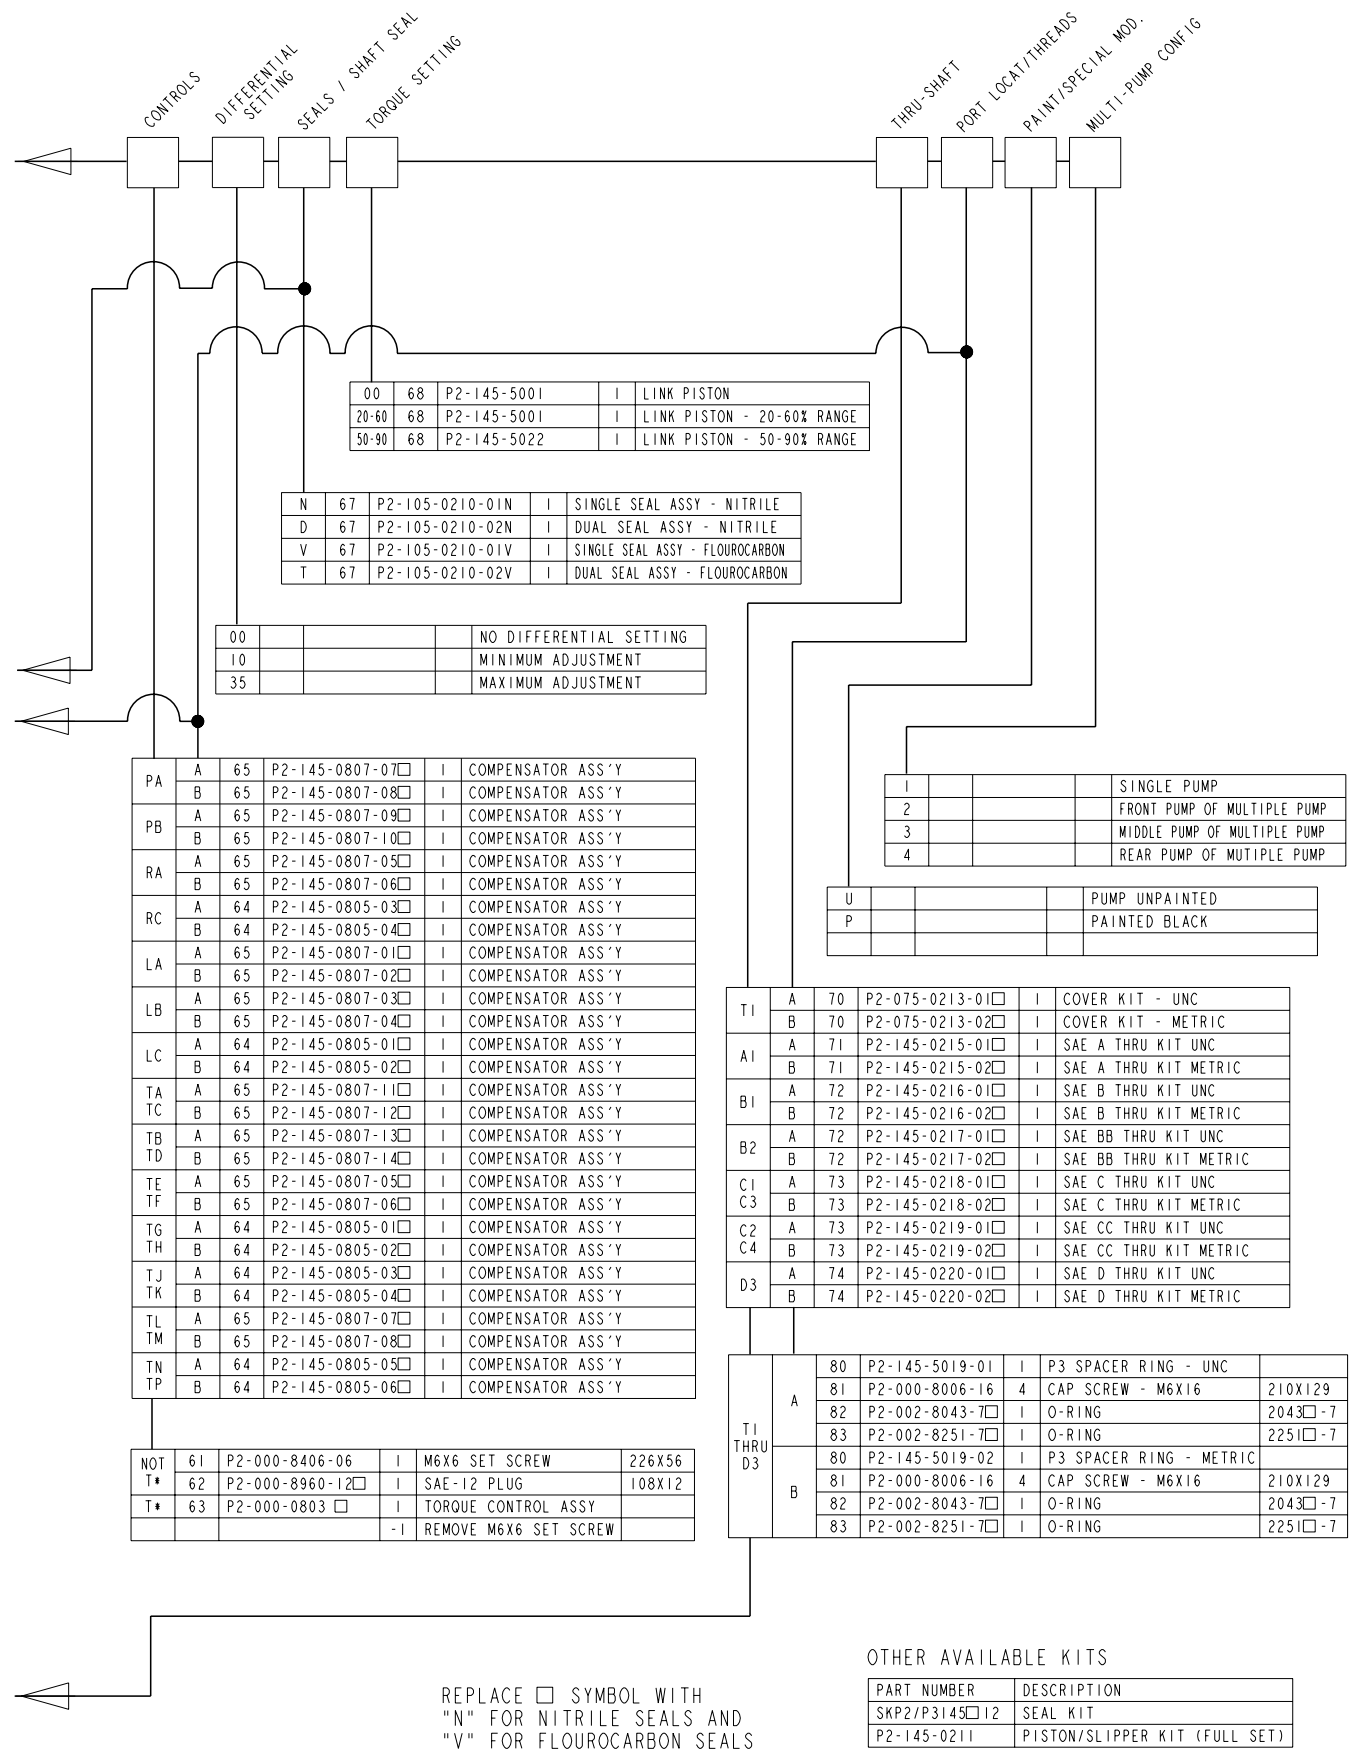 CONTROLS
DIFFERENTIAL
SETTING
SEALS / SHAFT SEAL
TORQUE SETTING
THRU-SHAFT
PORT LOCAT/THREADS
PAINT/SPECIAL MOD.
MULTI-PUMP CONFIG
00 68 P2-145-5001 1 LINK PISTON
20-60 68 P2-145-5001 1 LINK PISTON - 20-60% RANGE
50-90 68 P2-145-5022 1 LINK PISTON - 50-90% RANGE
N 67 P2-105-0210-01N 1 SINGLE SEAL ASSY - NITRILE
D 67 P2-105-0210-02N 1 DUAL SEAL ASSY - NITRILE
V 67 P2-105-0210-01V 1 SINGLE SEAL ASSY - FLOUROCARBON
T 67 P2-105-0210-02V 1 DUAL SEAL ASSY - FLOUROCARBON
00 NO DIFFERENTIAL SETTING
10 MINIMUM ADJUSTMENT
35 MAXIMUM ADJUSTMENT
PA
A 65 P2-145-0807-07□ 1 COMPENSATOR ASS'Y
B 65 P2-145-0807-08□ 1 COMPENSATOR ASS'Y
PB
A 65 P2-145-0807-09□ 1 COMPENSATOR ASS'Y
B 65 P2-145-0807-10□ 1 COMPENSATOR ASS'Y
RA
A 65 P2-145-0807-05□ 1 COMPENSATOR ASS'Y
B 65 P2-145-0807-06□ 1 COMPENSATOR ASS'Y
RC
A 64 P2-145-0805-03□ 1 COMPENSATOR ASS'Y
B 64 P2-145-0805-04□ 1 COMPENSATOR ASS'Y
LA
A 65 P2-145-0807-01□ 1 COMPENSATOR ASS'Y
B 65 P2-145-0807-02□ 1 COMPENSATOR ASS'Y
LB
A 65 P2-145-0807-03□ 1 COMPENSATOR ASS'Y
B 65 P2-145-0807-04□ 1 COMPENSATOR ASS'Y
LC
A 64 P2-145-0805-01□ 1 COMPENSATOR ASS'Y
B 64 P2-145-0805-02□ 1 COMPENSATOR ASS'Y
TA
TC
A 65 P2-145-0807-11□ 1 COMPENSATOR ASS'Y
B 65 P2-145-0807-12□ 1 COMPENSATOR ASS'Y
TB
TD
A 65 P2-145-0807-13□ 1 COMPENSATOR ASS'Y
B 65 P2-145-0807-14□ 1 COMPENSATOR ASS'Y
TE
TF
A 65 P2-145-0807-05□ 1 COMPENSATOR ASS'Y
B 65 P2-145-0807-06□ 1 COMPENSATOR ASS'Y
TG
TH
A 64 P2-145-0805-01□ 1 COMPENSATOR ASS'Y
B 64 P2-145-0805-02□ 1 COMPENSATOR ASS'Y
TJ
TK
A 64 P2-145-0805-03□ 1 COMPENSATOR ASS'Y
B 64 P2-145-0805-04□ 1 COMPENSATOR ASS'Y
TL
TM
A 65 P2-145-0807-07□ 1 COMPENSATOR ASS'Y
B 65 P2-145-0807-08□ 1 COMPENSATOR ASS'Y
TN
TP
A 64 P2-145-0805-05□ 1 COMPENSATOR ASS'Y
B 64 P2-145-0805-06□ 1 COMPENSATOR ASS'Y
NOT
T*
61 P2-000-8406-06 1 M6X6 SET SCREW 226X56
62 P2-000-8960-12□ 1 SAE-12 PLUG 108X12
T* 63 P2-000-0803 □ 1 TORQUE CONTROL ASSY
-1 REMOVE M6X6 SET SCREW
1 SINGLE PUMP
2 FRONT PUMP OF MULTIPLE PUMP
3 MIDDLE PUMP OF MULTIPLE PUMP
4 REAR PUMP OF MUTIPLE PUMP
U PUMP UNPAINTED
P PAINTED BLACK
T1
A 70 P2-075-0213-01□ 1 COVER KIT - UNC
B 70 P2-075-0213-02□ 1 COVER KIT - METRIC
A1
A 71 P2-145-0215-01□ 1 SAE A THRU KIT UNC
B 71 P2-145-0215-02□ 1 SAE A THRU KIT METRIC
B1
A 72 P2-145-0216-01□ 1 SAE B THRU KIT UNC
B 72 P2-145-0216-02□ 1 SAE B THRU KIT METRIC
B2
A 72 P2-145-0217-01□ 1 SAE BB THRU KIT UNC
B 72 P2-145-0217-02□ 1 SAE BB THRU KIT METRIC
C1
C3
A 73 P2-145-0218-01□ 1 SAE C THRU KIT UNC
B 73 P2-145-0218-02□ 1 SAE C THRU KIT METRIC
C2
C4
A 73 P2-145-0219-01□ 1 SAE CC THRU KIT UNC
B 73 P2-145-0219-02□ 1 SAE CC THRU KIT METRIC
D3
A 74 P2-145-0220-01□ 1 SAE D THRU KIT UNC
B 74 P2-145-0220-02□ 1 SAE D THRU KIT METRIC
T1
THRU
D3
A
80 P2-145-5019-01 1 P3 SPACER RING - UNC
81 P2-000-8006-16 4 CAP SCREW - M6X16 210X129
82 P2-002-8043-7□ 1 O-RING 2043□-7
83 P2-002-8251-7□ 1 O-RING 2251□-7
B
80 P2-145-5019-02 1 P3 SPACER RING - METRIC
81 P2-000-8006-16 4 CAP SCREW - M6X16 210X129
82 P2-002-8043-7□ 1 O-RING 2043□-7
83 P2-002-8251-7□ 1 O-RING 2251□-7
REPLACE □ SYMBOL WITH
"N" FOR NITRILE SEALS AND
"V" FOR FLOUROCARBON SEALS
OTHER AVAILABLE KITS
PART NUMBER DESCRIPTION
SKP2/P3145□12 SEAL KIT
P2-145-0211 PISTON/SLIPPER KIT (FULL SET)